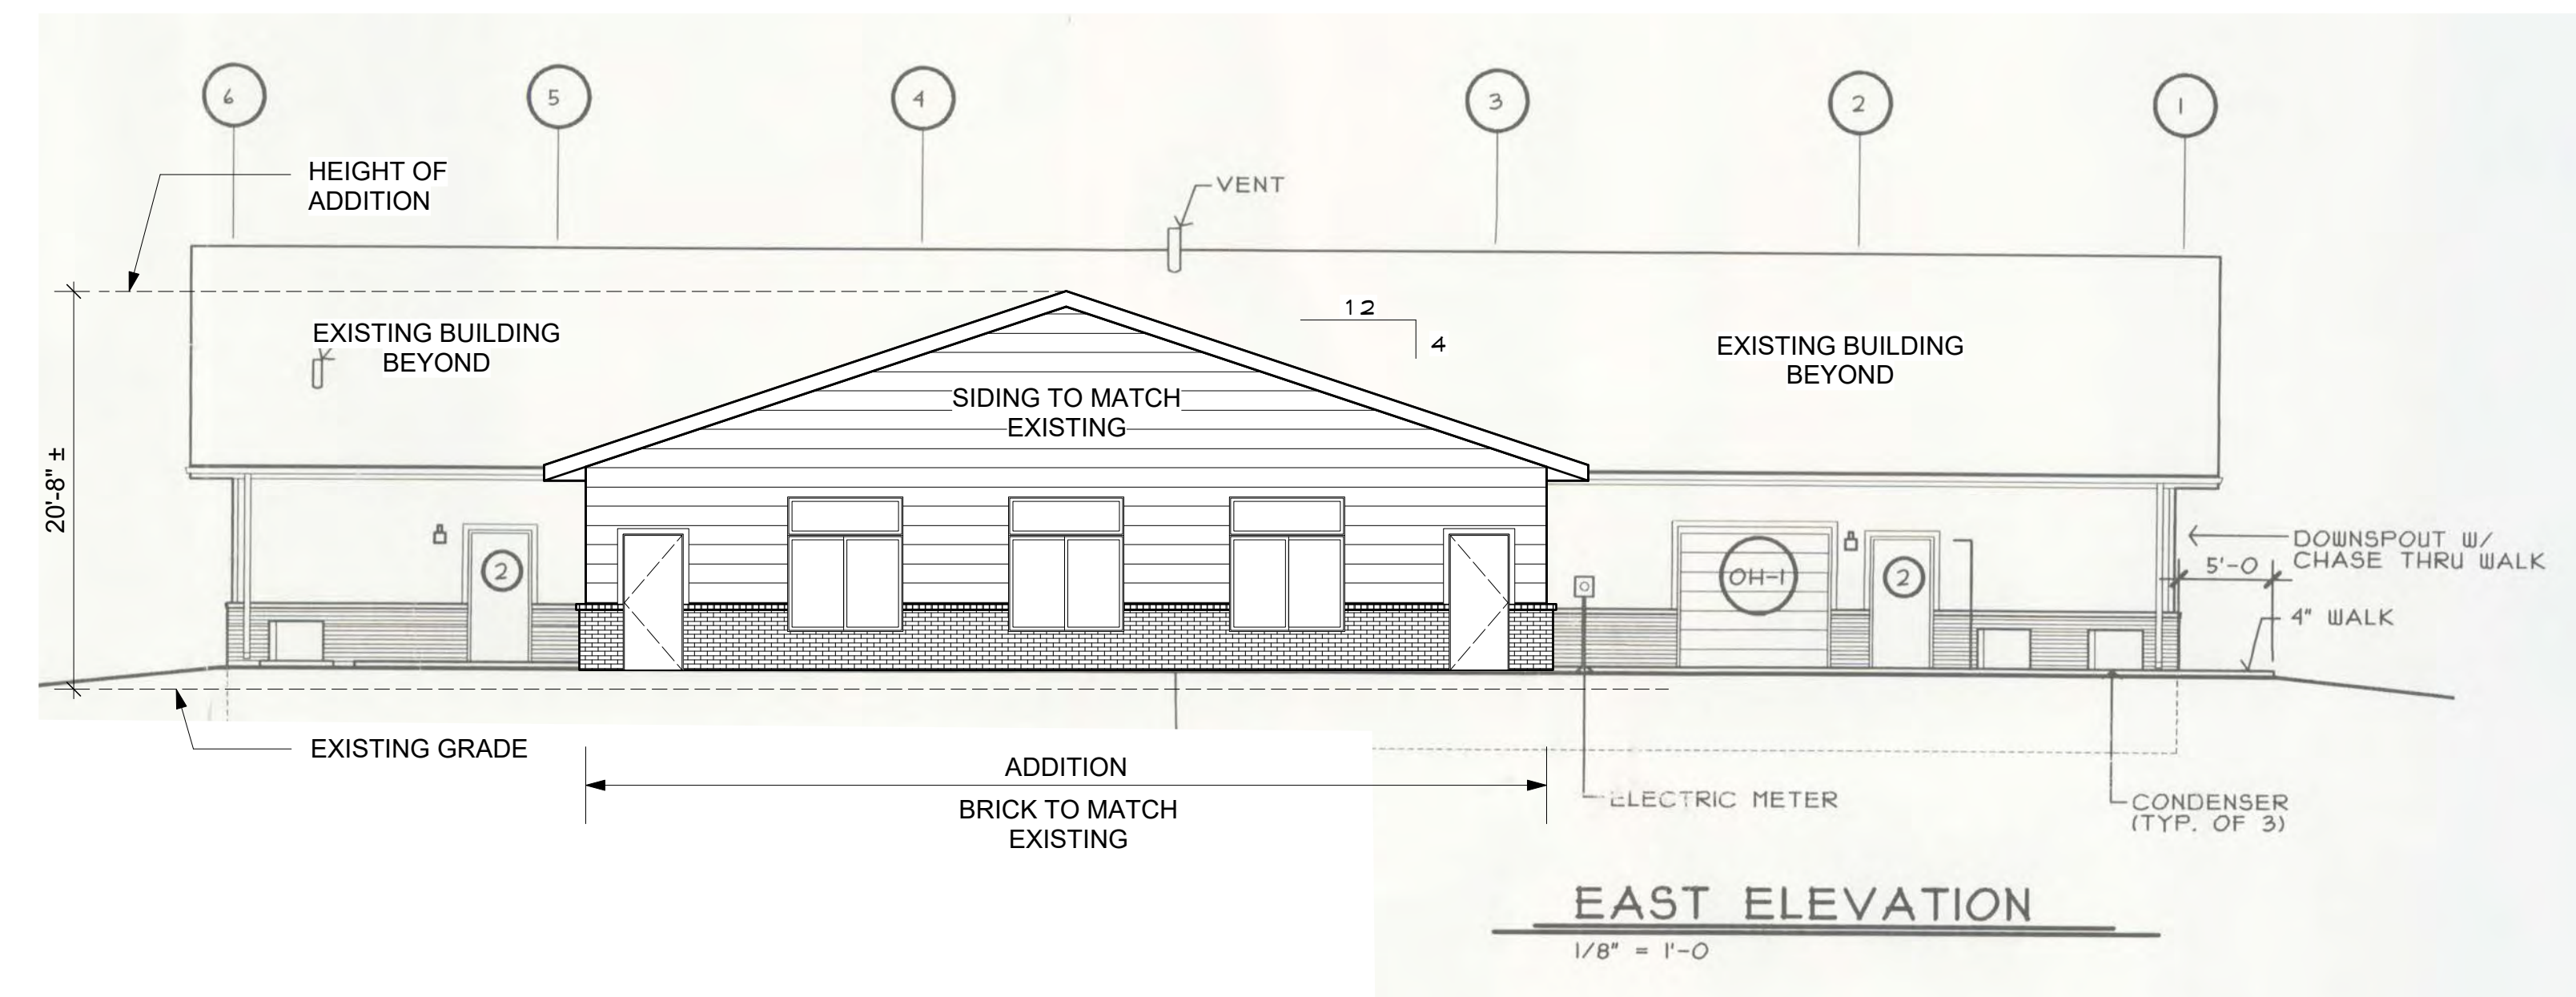 6
5
4
3
2
1
HEIGHT OF
ADDITION
VENT
12
4
EXISTING BUILDING
BEYOND
EXISTING BUILDING
BEYOND
SIDING TO MATCH
EXISTING
20'-8" ±
2
OH-1
2
DOWNSPOUT W/
CHASE THRU WALK
5'-0
4" WALK
EXISTING GRADE
ADDITION
BRICK TO MATCH
EXISTING
ELECTRIC METER
CONDENSER
(TYP. OF 3)
EAST ELEVATION
1/8" = 1'-0